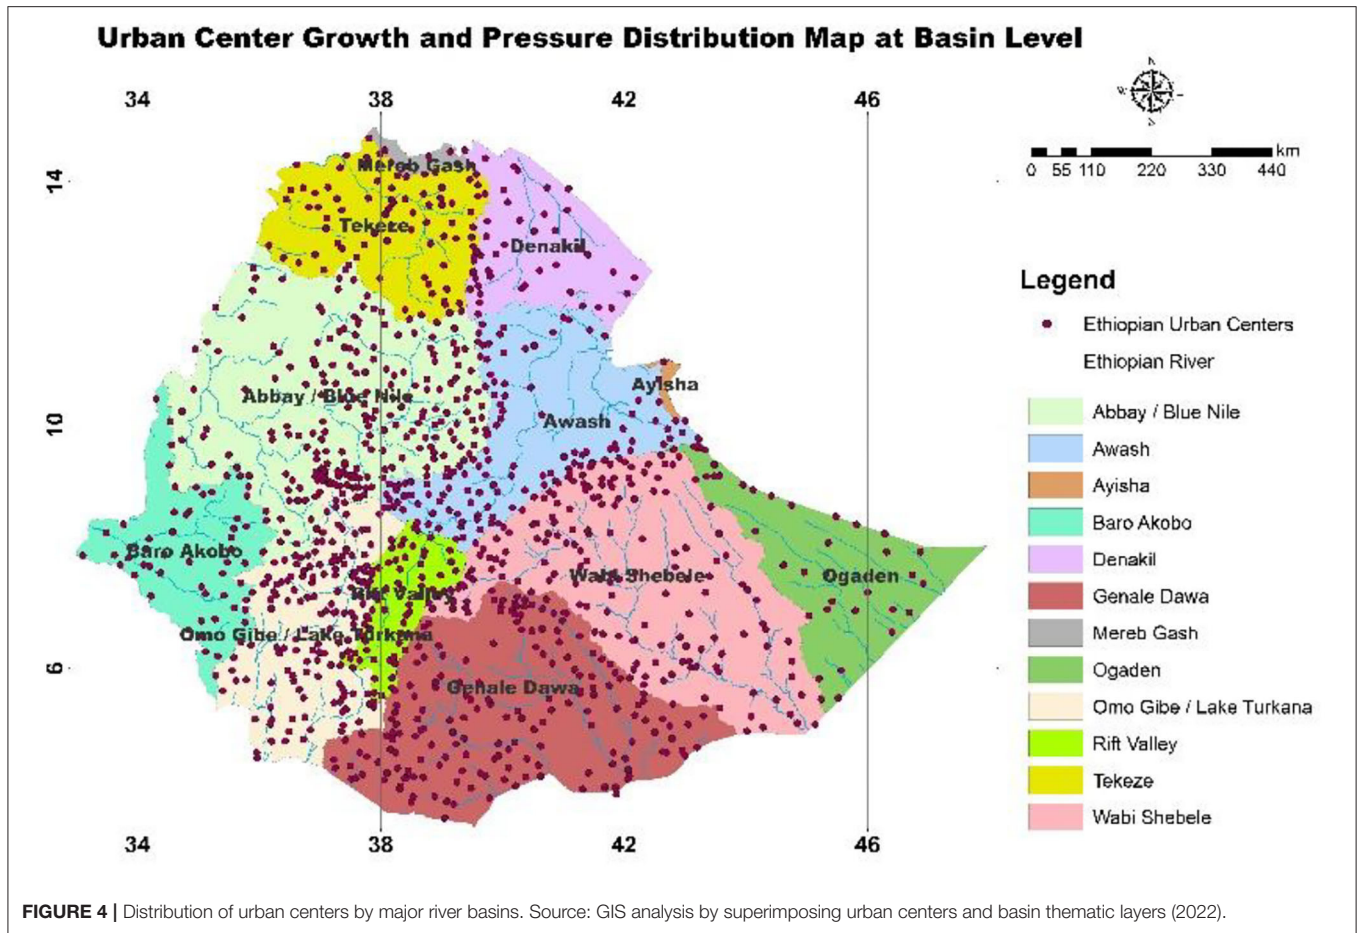 Urban Center Growth and Pressure Distribution Map at Basin Level
34 38 42 46
N
W
S
km
0 55 110 220 330 440
14
10
6
Mereb Gash
Tekeze
Denakil
Abbay / Blue Nile
Ayisha
Awash
Baro Akobo
Rift Valley
Wabi Shebele
Ogaden
Omo Gibe / Lake Turkana
Genale Dawa
34 38 42 46
Legend
Ethiopian Urban Centers
Ethiopian River
Abbay / Blue Nile
Awash
Ayisha
Baro Akobo
Denakil
Genale Dawa
Mereb Gash
Ogaden
Omo Gibe / Lake Turkana
Rift Valley
Tekeze
Wabi Shebele
FIGURE 4 | Distribution of urban centers by major river basins. Source: GIS analysis by superimposing urban centers and basin thematic layers (2022).